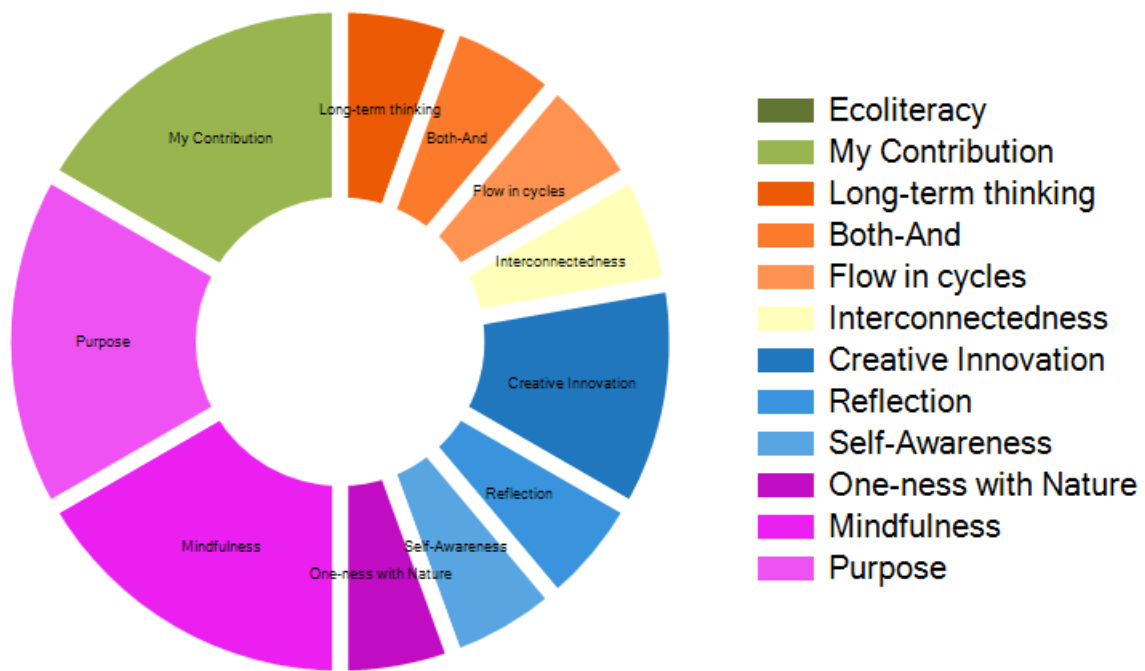 Long-term thinking
Both-And
Flow in cycles
Interconnectedness
Creative Innovation
Reflection
Self-Awareness
One-ness with Nature
Mindfulness
Purpose
My Contribution
Ecoliteracy
My Contribution
Long-term thinking
Both-And
Flow in cycles
Interconnectedness
Creative Innovation
Reflection
Self-Awareness
One-ness with Nature
Mindfulness
Purpose